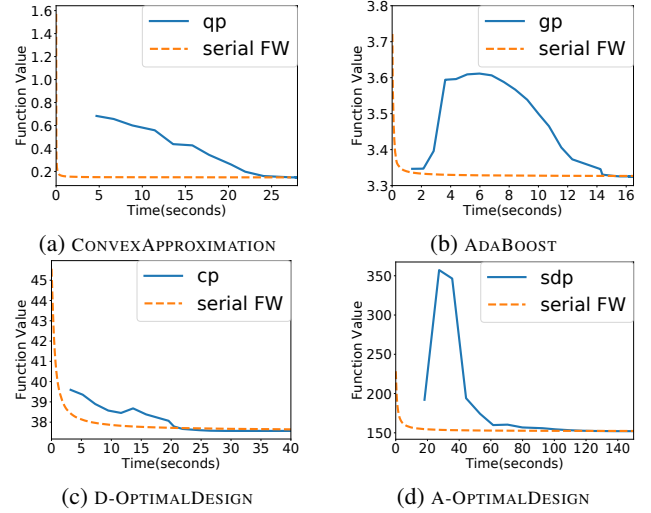 1.6
1.4
1.2
1.0
0.8
0.6
0.4
0.2
Function Value
0 5 10 15 20 25
Time(seconds)
qp
serial FW
(a) CONVEXAPPROXIMATION
3.8
3.7
3.6
3.5
3.4
3.3
Function Value
0 2 4 6 8 10 12 14 16
Time(seconds)
gp
serial FW
(b) ADABOOST
45
44
43
42
41
40
39
38
Function Value
0 5 10 15 20 25 30 35 40
Time(seconds)
cp
serial FW
(c) D-OPTIMALDESIGN
350
300
250
200
150
Function Value
0 20 40 60 80 100 120 140
Time(seconds)
sdp
serial FW
(d) A-OPTIMALDESIGN